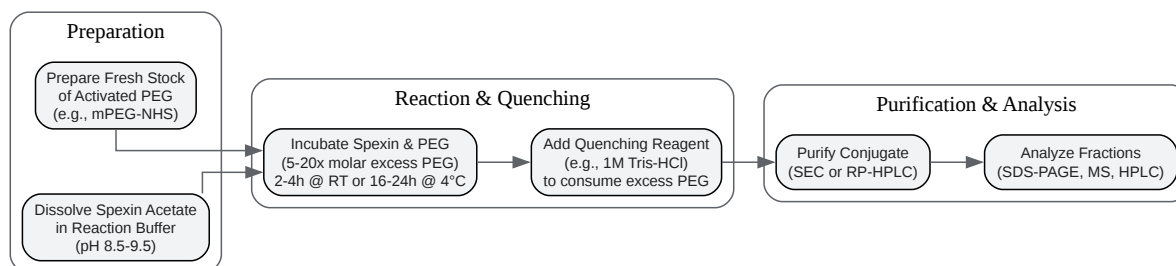 Preparation
Prepare Fresh Stock
of Activated PEG
(e.g., mPEG-NHS)
Dissolve Spexin Acetate
in Reaction Buffer
(pH 8.5-9.5)
Reaction & Quenching
Incubate Spexin & PEG
(5-20x molar excess PEG)
2-4h @ RT or 16-24h @ 4°C
Add Quenching Reagent
(e.g., 1M Tris-HCl)
to consume excess PEG
Purification & Analysis
Purify Conjugate
(SEC or RP-HPLC)
Analyze Fractions
(SDS-PAGE, MS, HPLC)